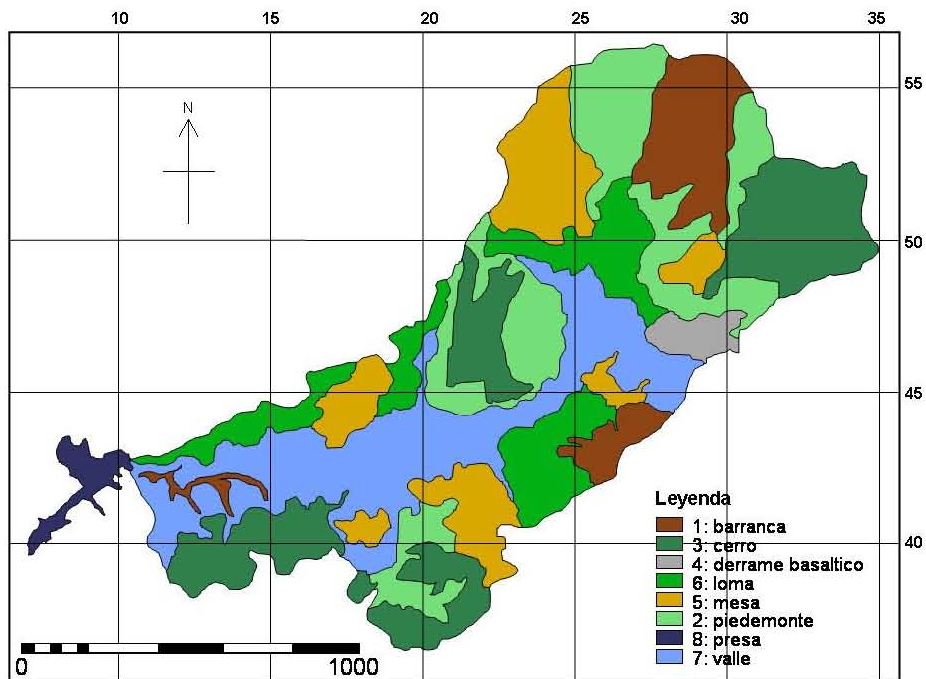 10 15 20 25 30 35
55
N
50
45
Leyenda
1: barranca
3: cerro
40
4: derrame basaltico
6: loma
5: mesa
2: piedemonte
8: presa
7: valle
0 1000